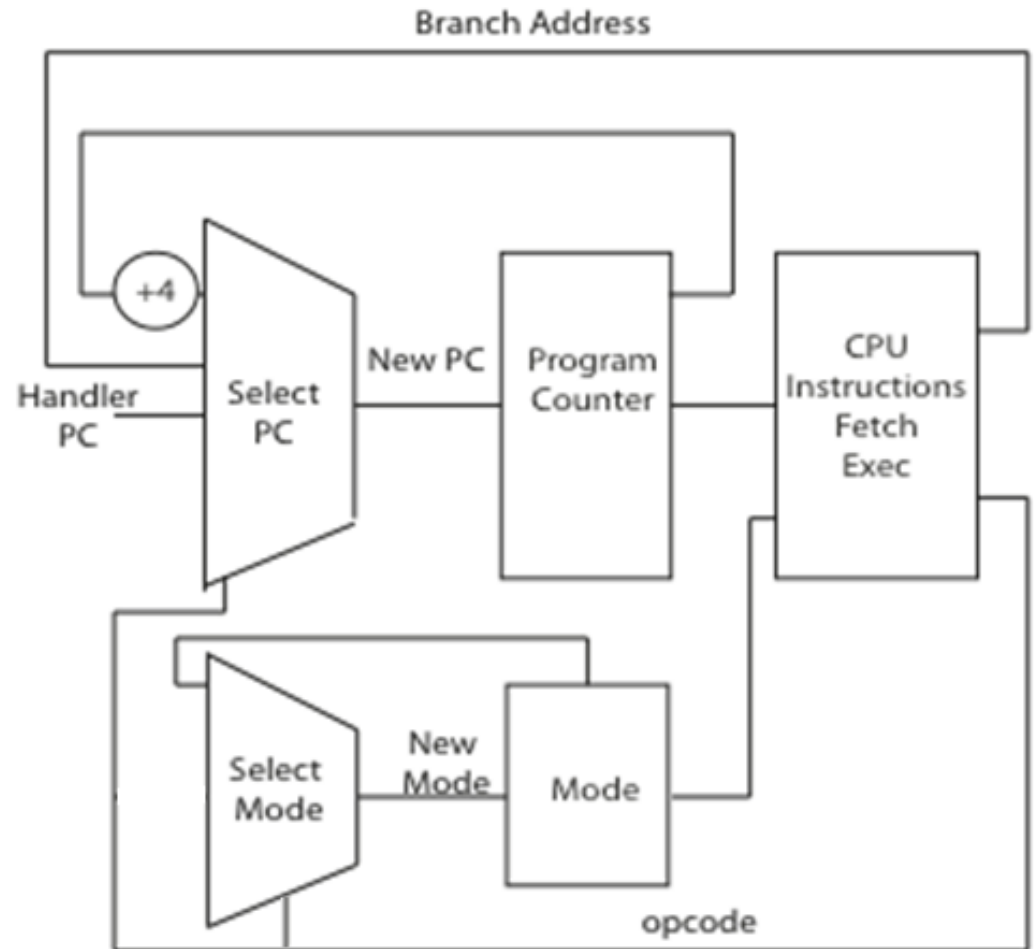 Branch Address
+4
Handler
PC
Select
PC
New PC
Program
Counter
CPU
Instructions
Fetch
Exec
Select
Mode
New
Mode
Mode
opcode